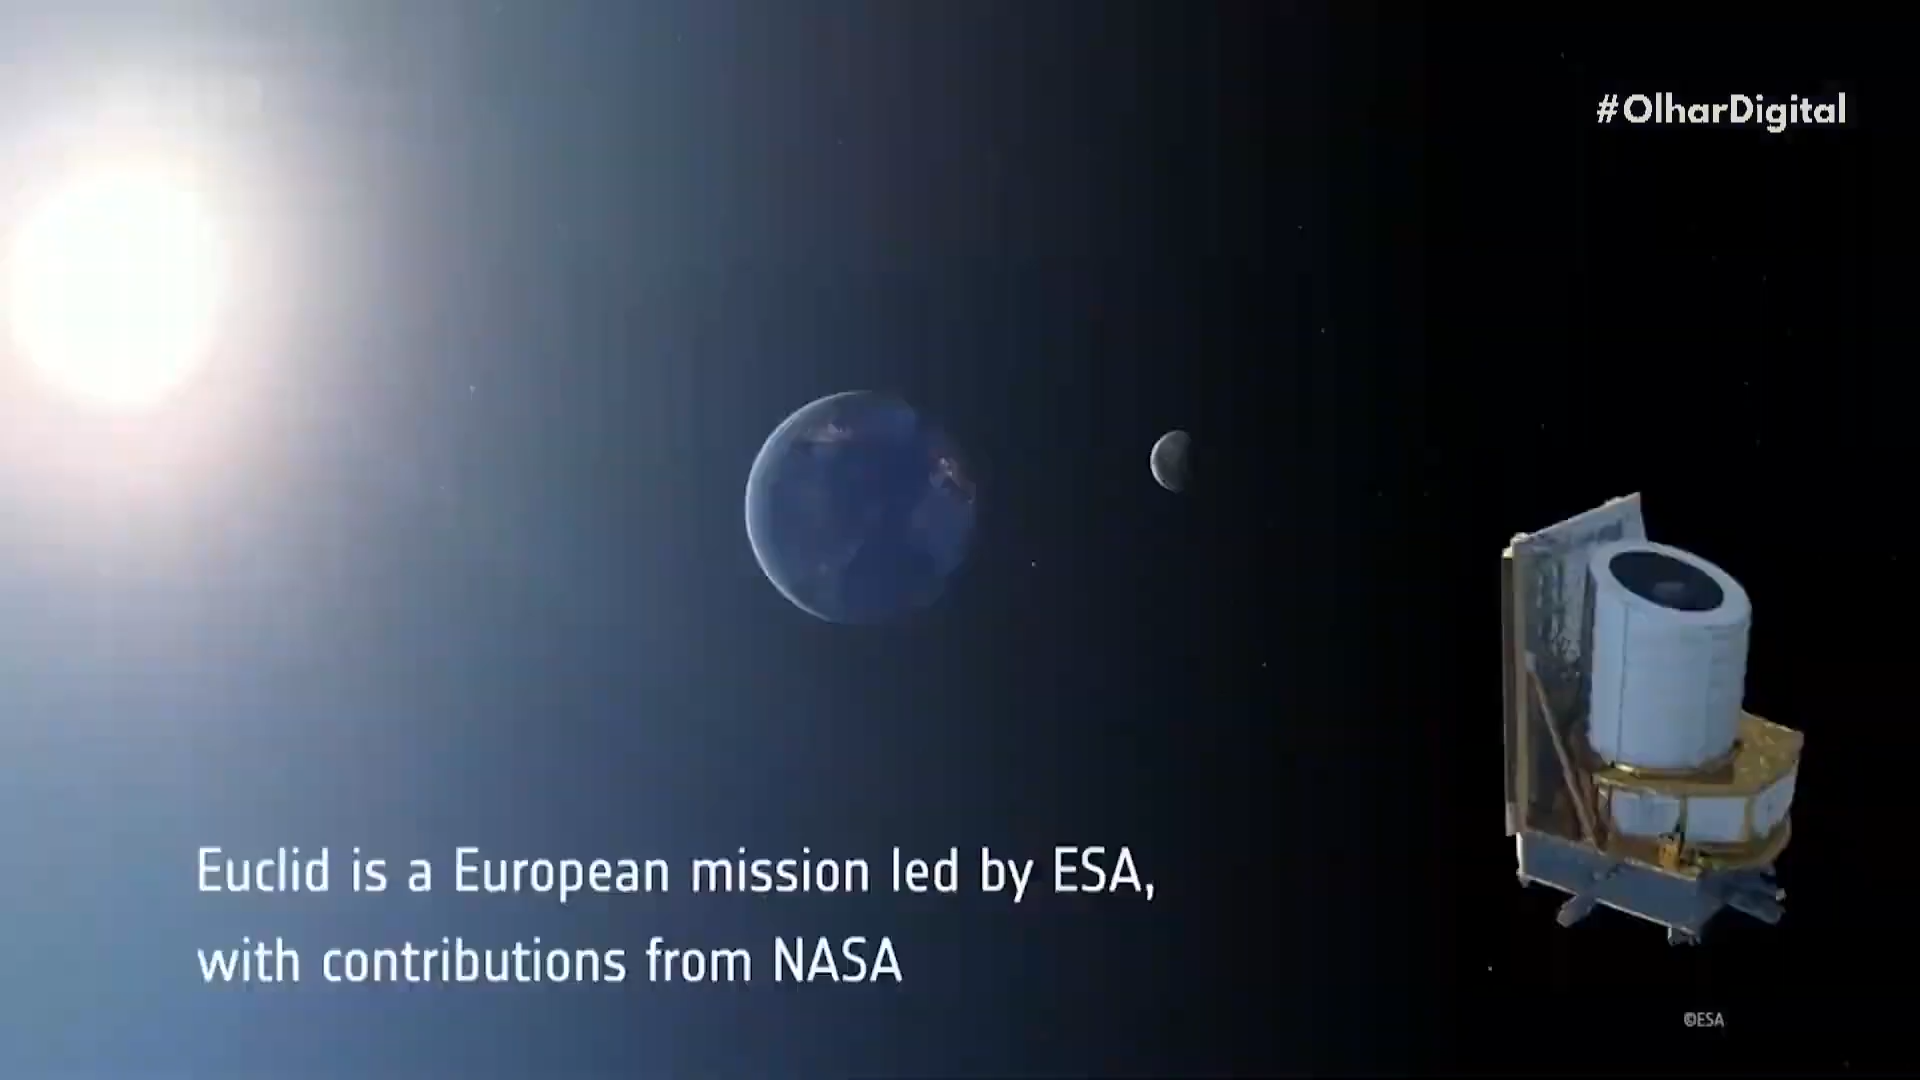 #OlharDigital
Euclid is a European mission led by ESA,
with contributions from NASA
©ESA